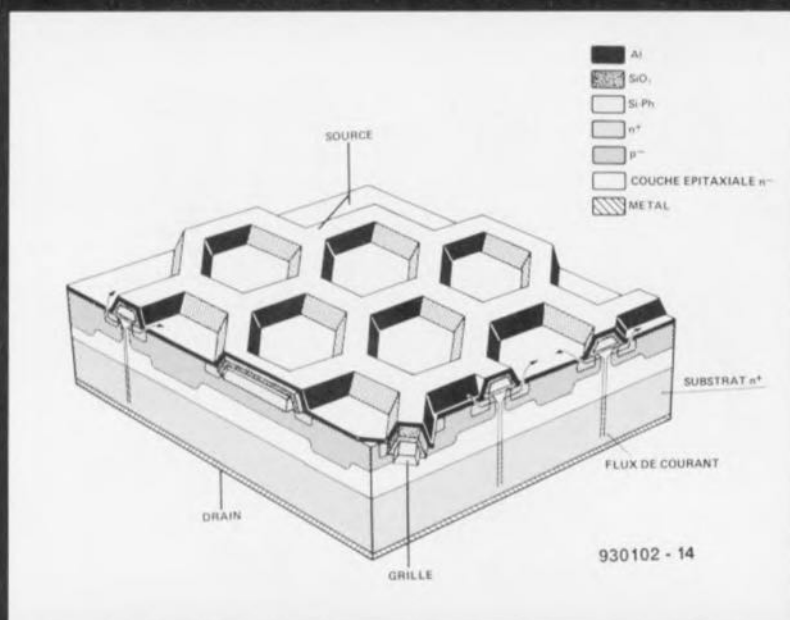 Al
SiO₂
Si-Ph
n+
p−
COUCHE EPITAXIALE n−
METAL
SOURCE
SUBSTRAT n+
FLUX DE COURANT
DRAIN
GRILLE
930102 - 14